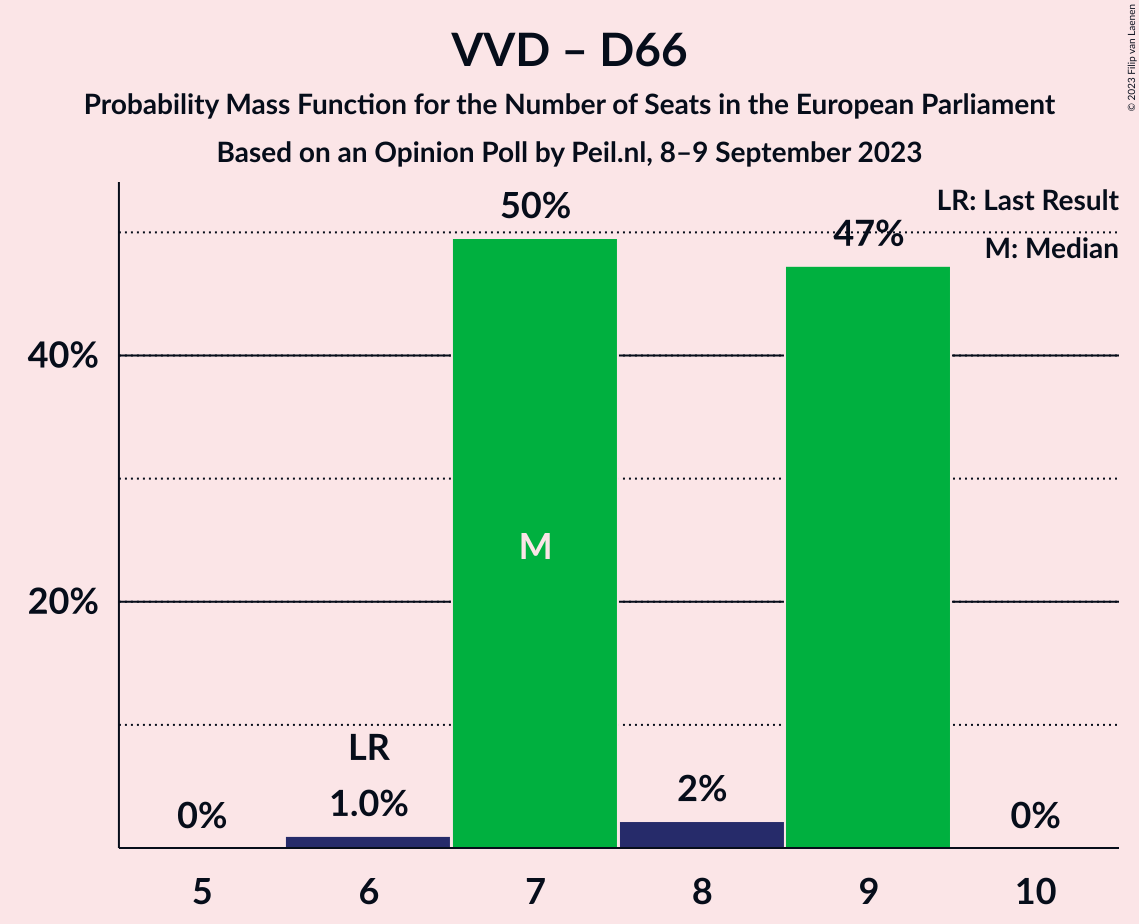 VVD – D66
Probability Mass Function for the Number of Seats in the European Parliament
Based on an Opinion Poll by Peil.nl, 8–9 September 2023
© 2023 Filip van Laenen
LR: Last Result
M: Median
50%
47%
40%
M
20%
LR
0%
1.0%
2%
0%
5
6
7
8
9
10